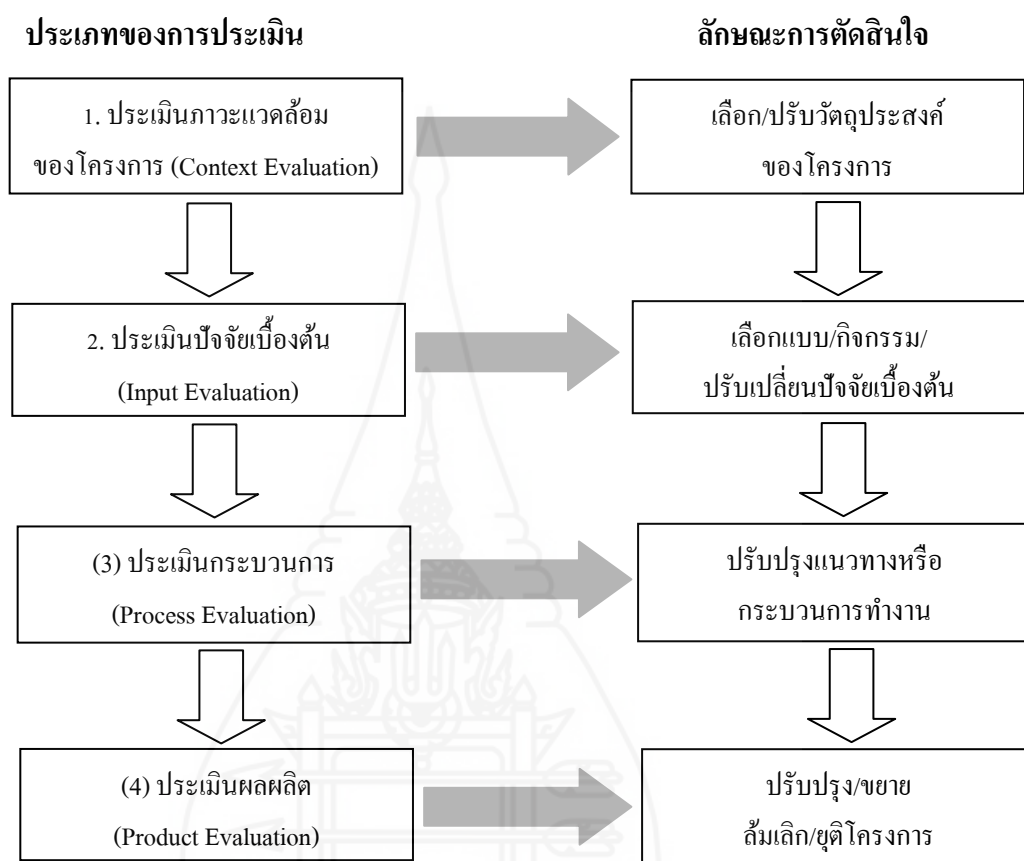 ประเภทของการประเมิน
ลักษณะการตัดสินใจ
1. ประเมินภาวะแวดล้อม
ของโครงการ (Context Evaluation)
เลือก/ปรับวัตถุประสงค์
ของโครงการ
2. ประเมินปัจจัยเบื้องต้น
(Input Evaluation)
เลือกแบบ/กิจกรรม/
ปรับเปลี่ยนปัจจัยเบื้องต้น
(3) ประเมินกระบวนการ
(Process Evaluation)
ปรับปรุงแนวทางหรือ
กระบวนการทำงาน
(4) ประเมินผลผลิต
(Product Evaluation)
ปรับปรุง/ขยาย
ล้มเลิก/ยุติโครงการ